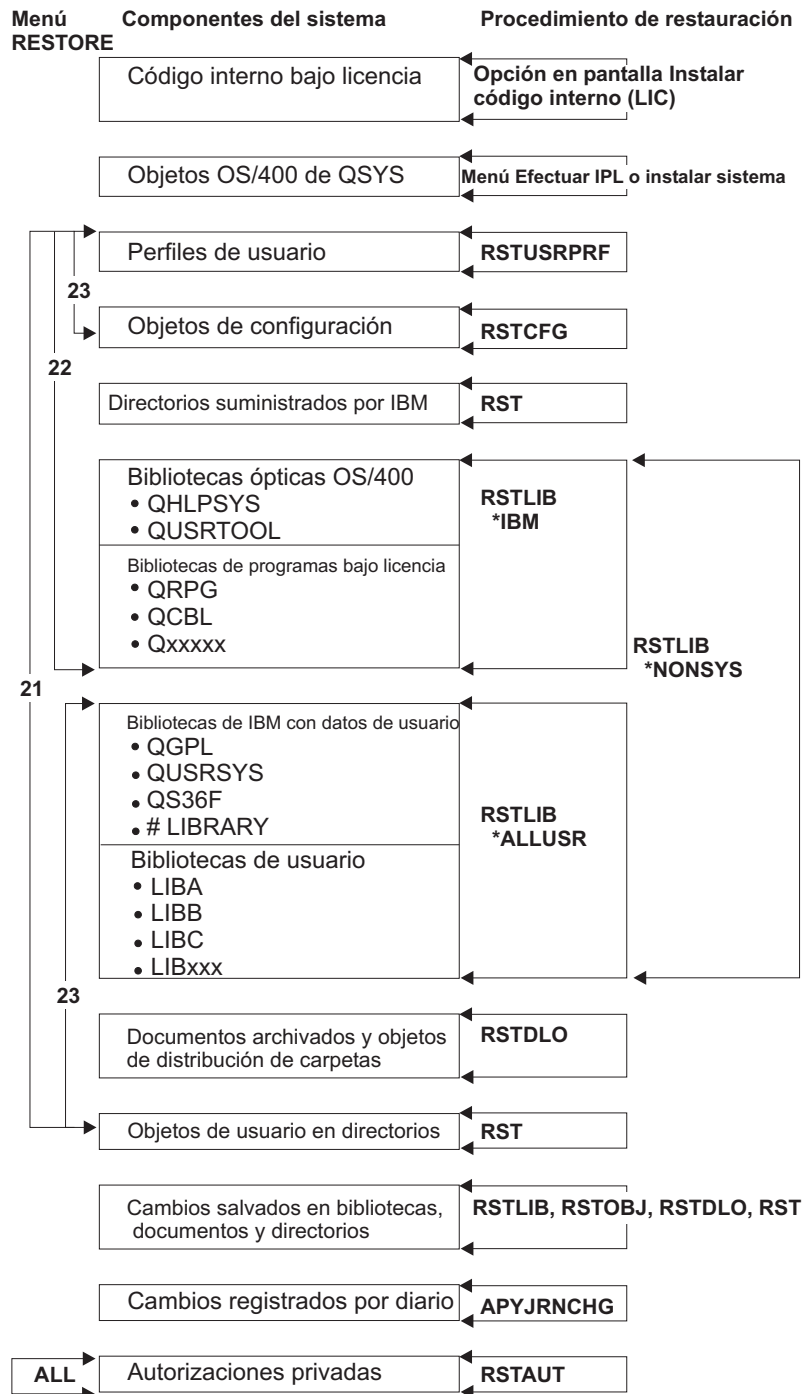 Menú RESTORE
Componentes del sistema
Procedimiento de restauración
Código interno bajo licencia
Opción en pantalla Instalar
código interno (LIC)
Objetos OS/400 de QSYS
Menú Efectuar IPL o instalar sistema
Perfiles de usuario
RSTUSRPRF
23
Objetos de configuración
RSTCFG
22
Directorios suministrados por IBM
RST
Bibliotecas ópticas OS/400
• QHLPSYS
• QUSRTOOL
RSTLIB
*IBM
Bibliotecas de programas bajo licencia
• QRPG
• QCBL
• Qxxxxx
RSTLIB
*NONSYS
21
Bibliotecas de IBM con datos de usuario
• QGPL
• QUSRSYS
• QS36F
• # LIBRARY
RSTLIB
*ALLUSR
Bibliotecas de usuario
• LIBA
• LIBB
• LIBC
• LIBxxx
23
Documentos archivados y objetos
de distribución de carpetas
RSTDLO
Objetos de usuario en directorios
RST
Cambios salvados en bibliotecas,
documentos y directorios
RSTLIB, RSTOBJ, RSTDLO, RST
Cambios registrados por diario
APYJRNCHG
ALL
Autorizaciones privadas
RSTAUT